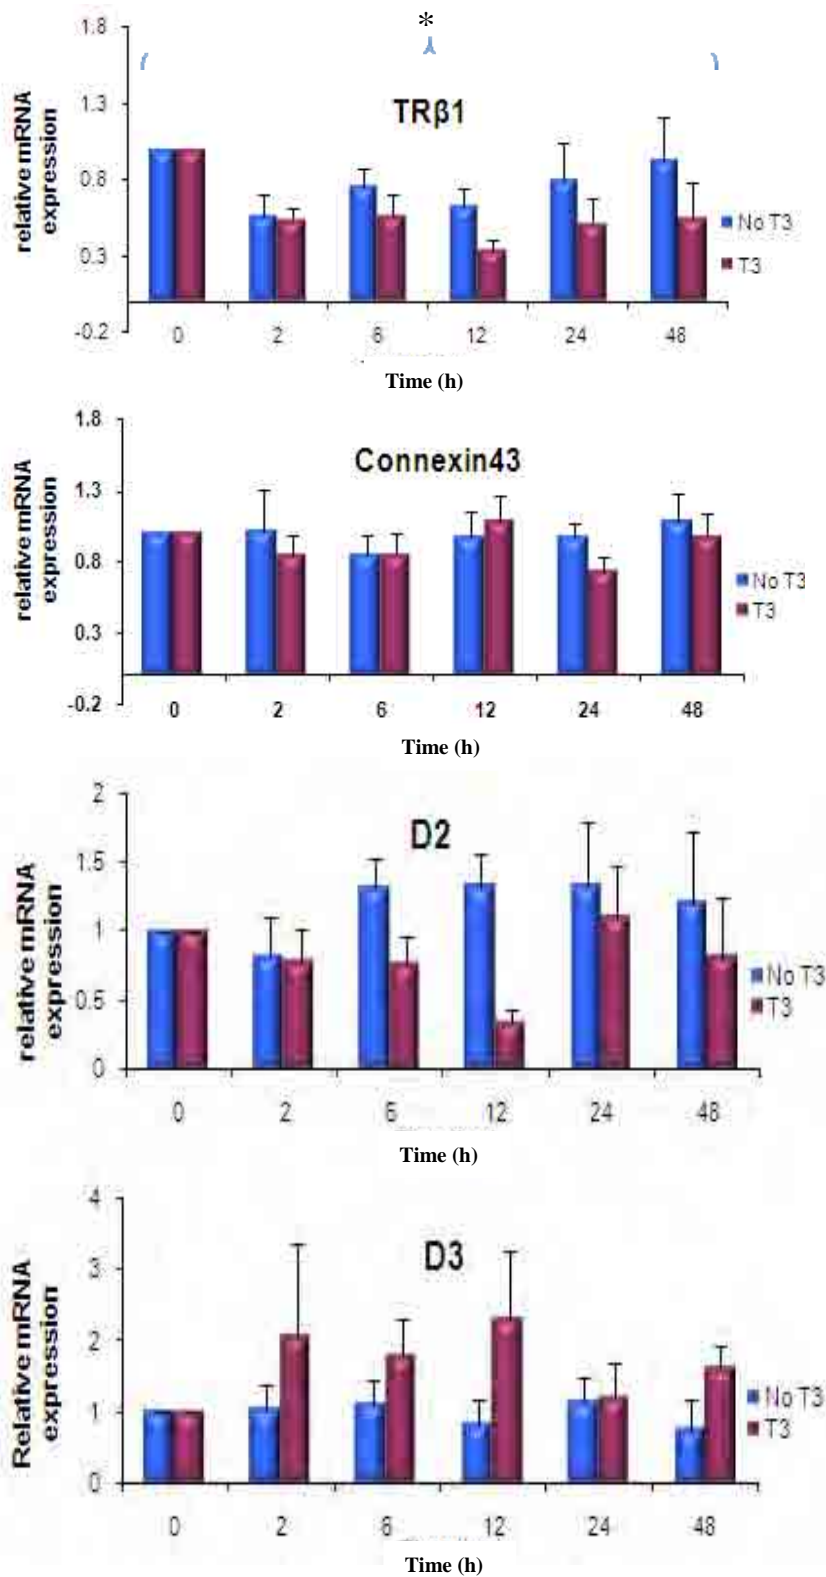 *
1.8
TRβ1
1.3
0.8
0.3
-0.2
relative mRNA
expression
No T3
T3
0 2 6 12 24 48
Time (h)
1.8
Connexin43
1.3
0.8
0.3
-0.2
relative mRNA
expression
No T3
T3
0 2 6 12 24 48
Time (h)
2
D2
1.5
1
0.5
0
relative mRNA
expression
No T3
T3
0 2 6 12 24 48
Time (h)
4
D3
3
2
1
0
Relative mRNA
expression
No T3
T3
0 2 6 12 24 48
Time (h)